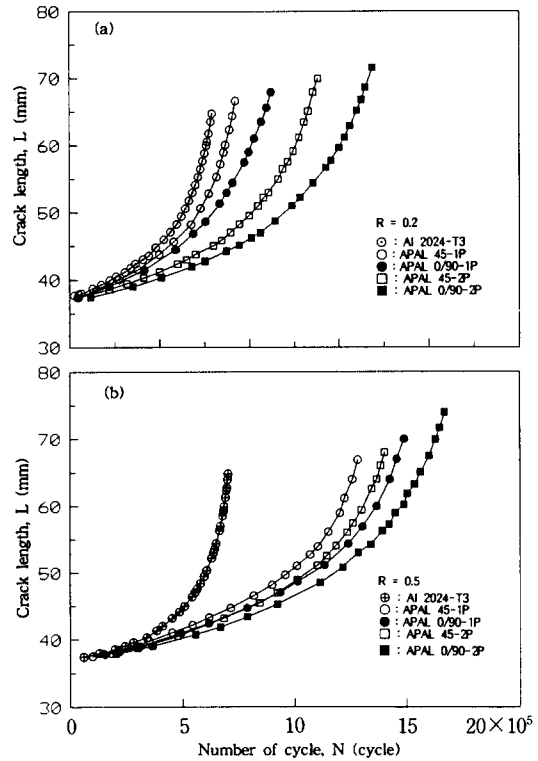 80
(a)
70
60
50
40
30
Crack length, L (mm)
R = 0.2
⊙ : Al 2024-T3
○ : APAL 45-1P
● : APAL 0/90-1P
□ : APAL 45-2P
■ : APAL 0/90-2P
80
(b)
70
60
50
40
30
Crack length, L (mm)
R = 0.5
⊕ : Al 2024-T3
○ : APAL 45-1P
● : APAL 0/90-1P
□ : APAL 45-2P
■ : APAL 0/90-2P
0 5 10 15 20×10⁵
Number of cycle, N (cycle)